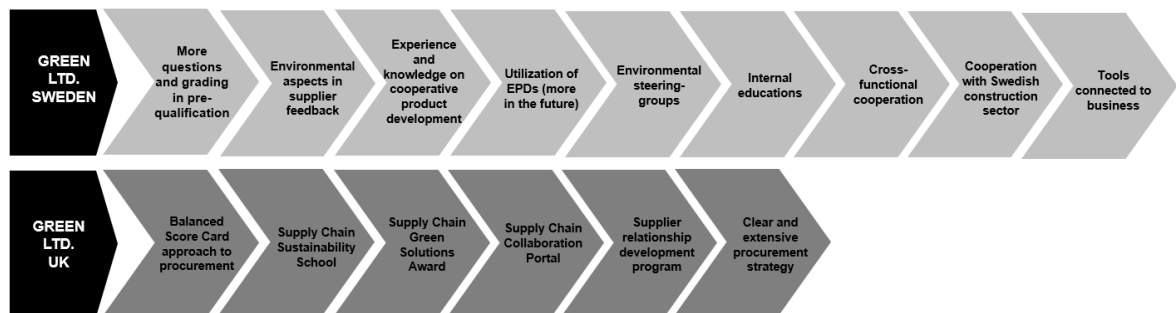 GREEN
LTD.
SWEDEN
More
questions
and grading
in pre-
qualification
Environmental
aspects in
supplier
feedback
Experience
and
knowledge on
cooperative
product
development
Utilization of
EPDs (more
in the future)
Environmental
steering-
groups
Internal
educations
Cross-
functional
cooperation
Cooperation
with Swedish
construction
sector
Tools
connected to
business
GREEN
LTD.
UK
Balanced
Score Card
approach to
procurement
Supply Chain
Sustainability
School
Supply Chain
Green
Solutions
Award
Supply Chain
Collaboration
Portal
Supplier
relationship
development
program
Clear and
extensive
procurement
strategy